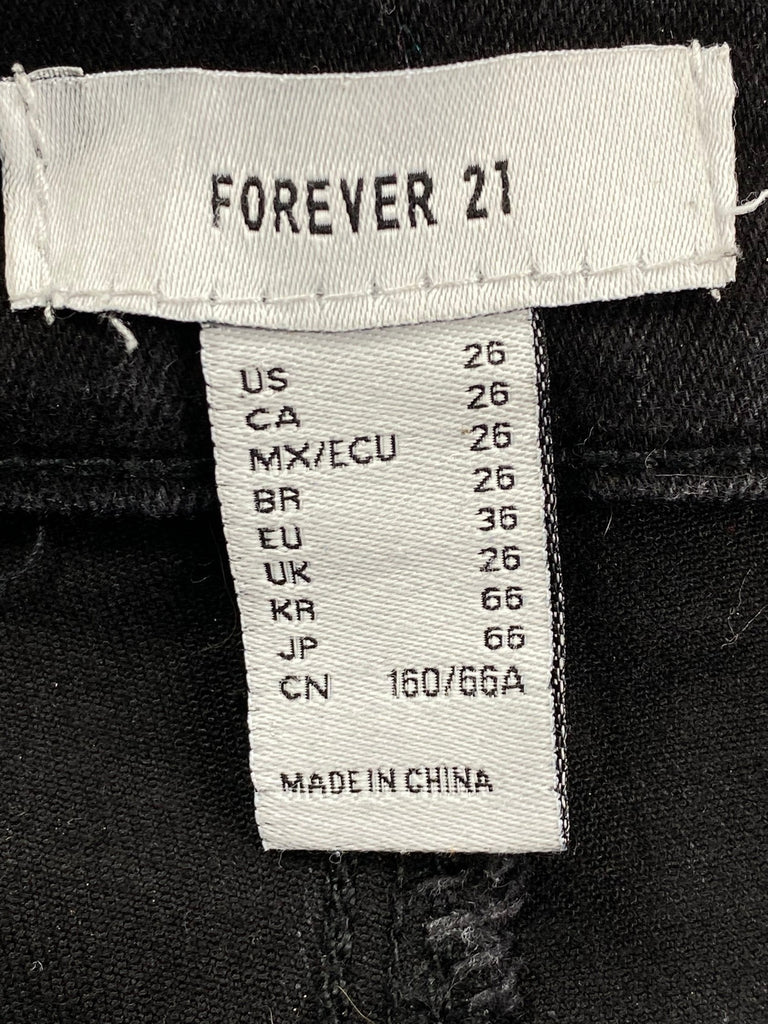 FOREVER 21
US 26
CA 26
MX/ECU 26
BR 26
EU 36
UK 26
KR 66
JP 66
CN 160/66A
MADE IN CHINA